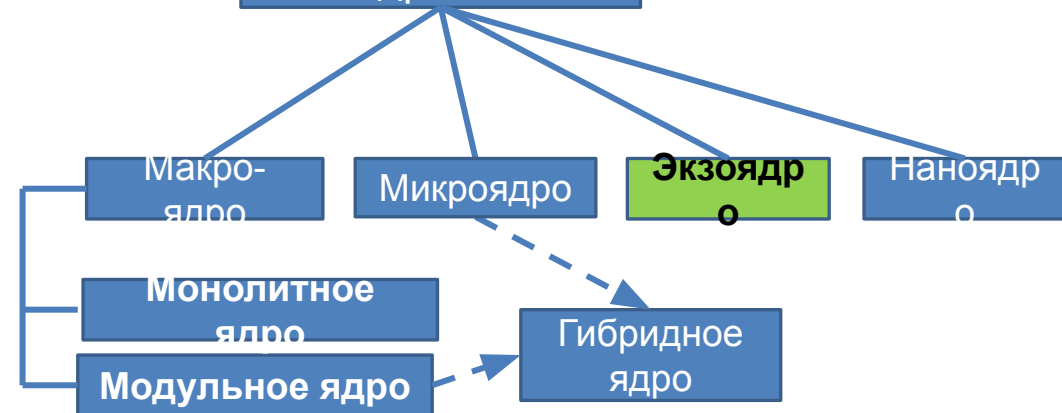 Макро-
ядро
Микроядро
Экзоядр
о
Наноядр
о
Монолитное
ядро
Гибридное
ядро
Модульное ядро